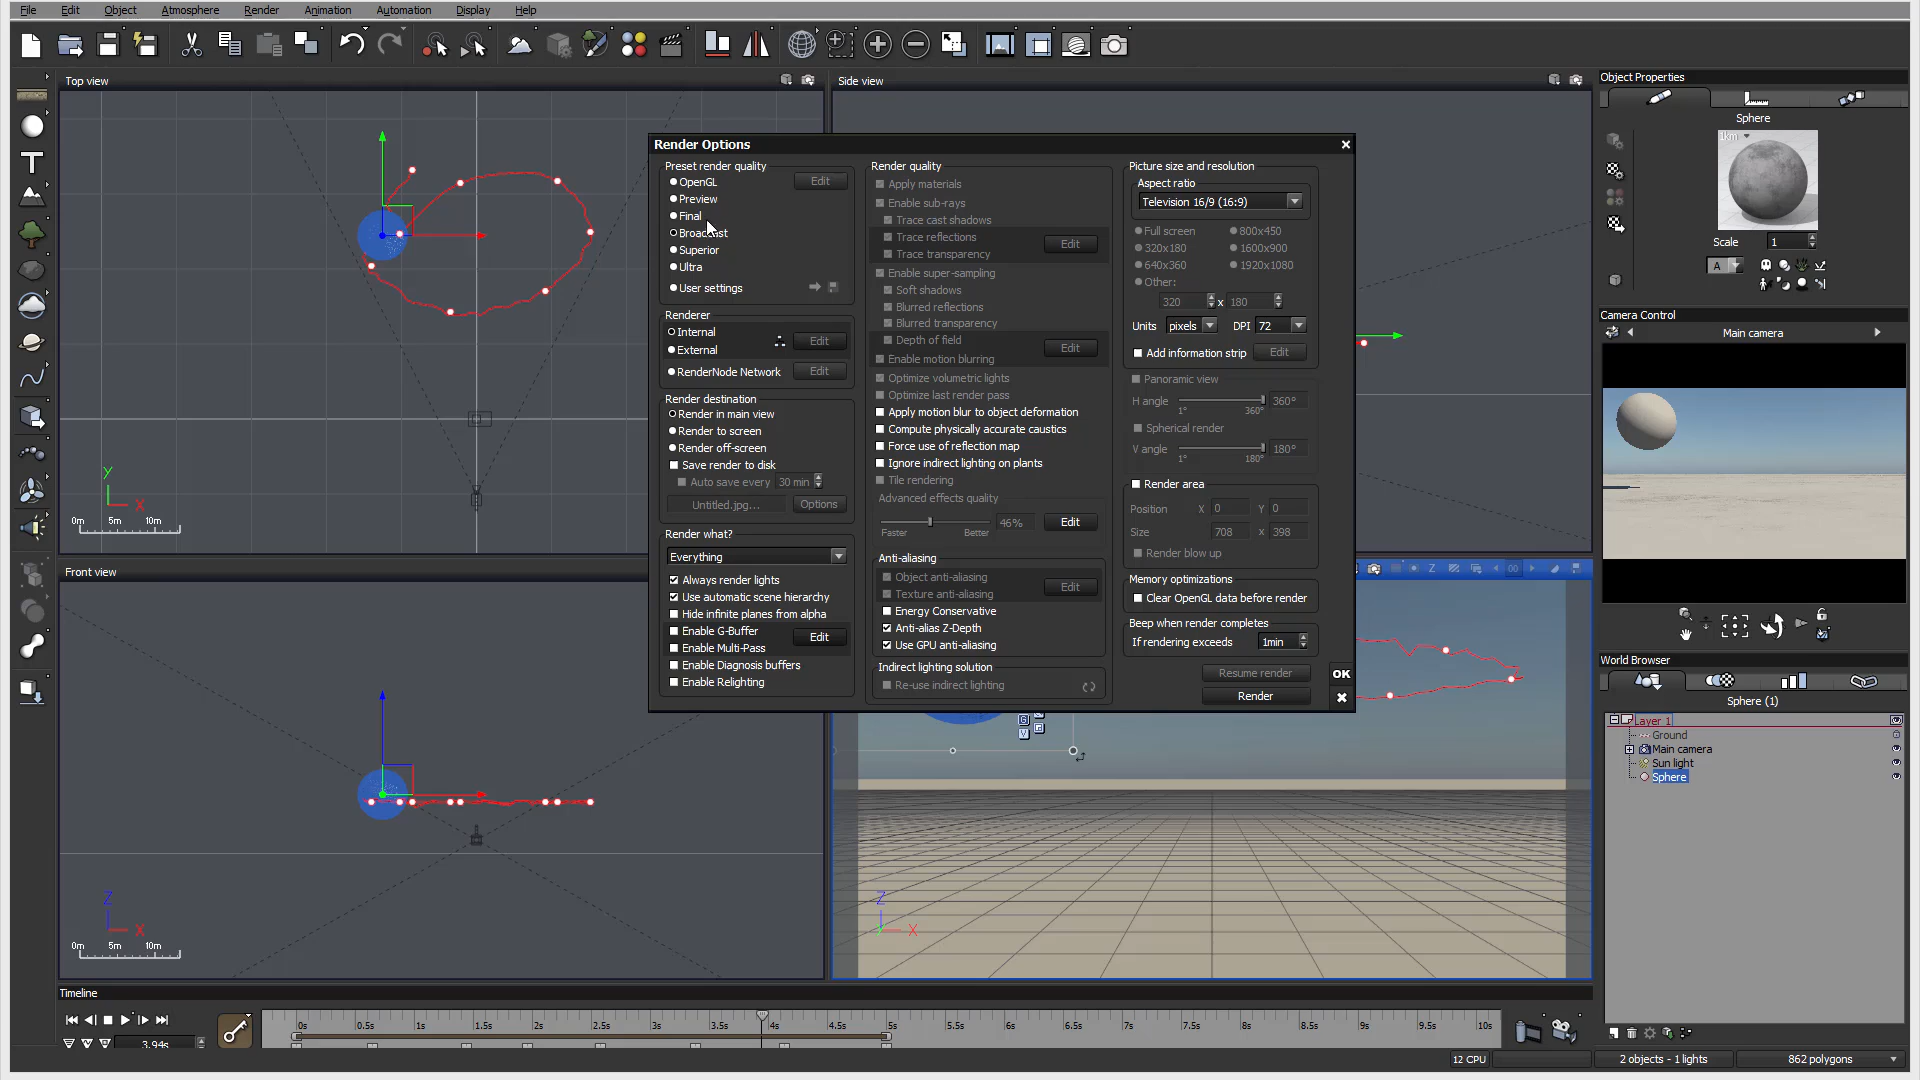 File Edit Object Atmosphere Render Animation Automation Display Help
Top view
Side view
Object Properties
Sphere
1km
Scale 1
A
Camera Control
Main camera
World Browser
Sphere (1)
Layer 1
Ground
Main camera
Sun light
Sphere
Render Options
Preset render quality
OpenGL Edit
Preview
Final
Broadcast
Superior
Ultra
User settings
Renderer
Internal
External Edit
RenderNode Network Edit
Render destination
Render in main view
Render to screen
Render off-screen
Save render to disk
Auto save every 30 min
Untitled.jpg... Options
Render what?
Everything
Always render lights
Use automatic scene hierarchy
Hide infinite planes from alpha
Enable G-Buffer Edit
Enable Multi-Pass
Enable Diagnosis buffers
Enable Relighting
Render quality
Apply materials
Enable sub-rays
Trace cast shadows
Trace reflections Edit
Trace transparency
Enable super-sampling
Soft shadows
Blurred reflections
Blurred transparency
Depth of field Edit
Enable motion blurring
Optimize volumetric lights
Optimize last render pass
Apply motion blur to object deformation
Compute physically accurate caustics
Force use of reflection map
Ignore indirect lighting on plants
Tile rendering
Advanced effects quality
46% Edit
Faster Better
Anti-aliasing
Object anti-aliasing Edit
Texture anti-aliasing
Energy Conservative
Anti-alias Z-Depth
Use GPU anti-aliasing
Indirect lighting solution
Re-use indirect lighting
Picture size and resolution
Aspect ratio
Television 16/9 (16:9)
Full screen 800x450
320x180 1600x900
640x360 1920x1080
Other:
320 x 180
Units pixels DPI 72
Add information strip Edit
Panoramic view
H angle 360°
1° 360°
Spherical render
V angle 180°
1° 180°
Render area
Position X 0 Y 0
Size 708 x 398
Render blow up
Memory optimizations
Clear OpenGL data before render
Beep when render completes
If rendering exceeds 1min
Resume render OK
Render
Y
X
0m 5m 10m
Front view
Z
X
0m 5m 10m
Z
X
Timeline
0s 0.5s 1s 1.5s 2s 2.5s 3s 3.5s 4s 4.5s 5s 5.5s 6s 6.5s 7s 7.5s 8s 8.5s 9s 9.5s 10s
3.94s
12 CPU 2 objects - 1 lights 862 polygons